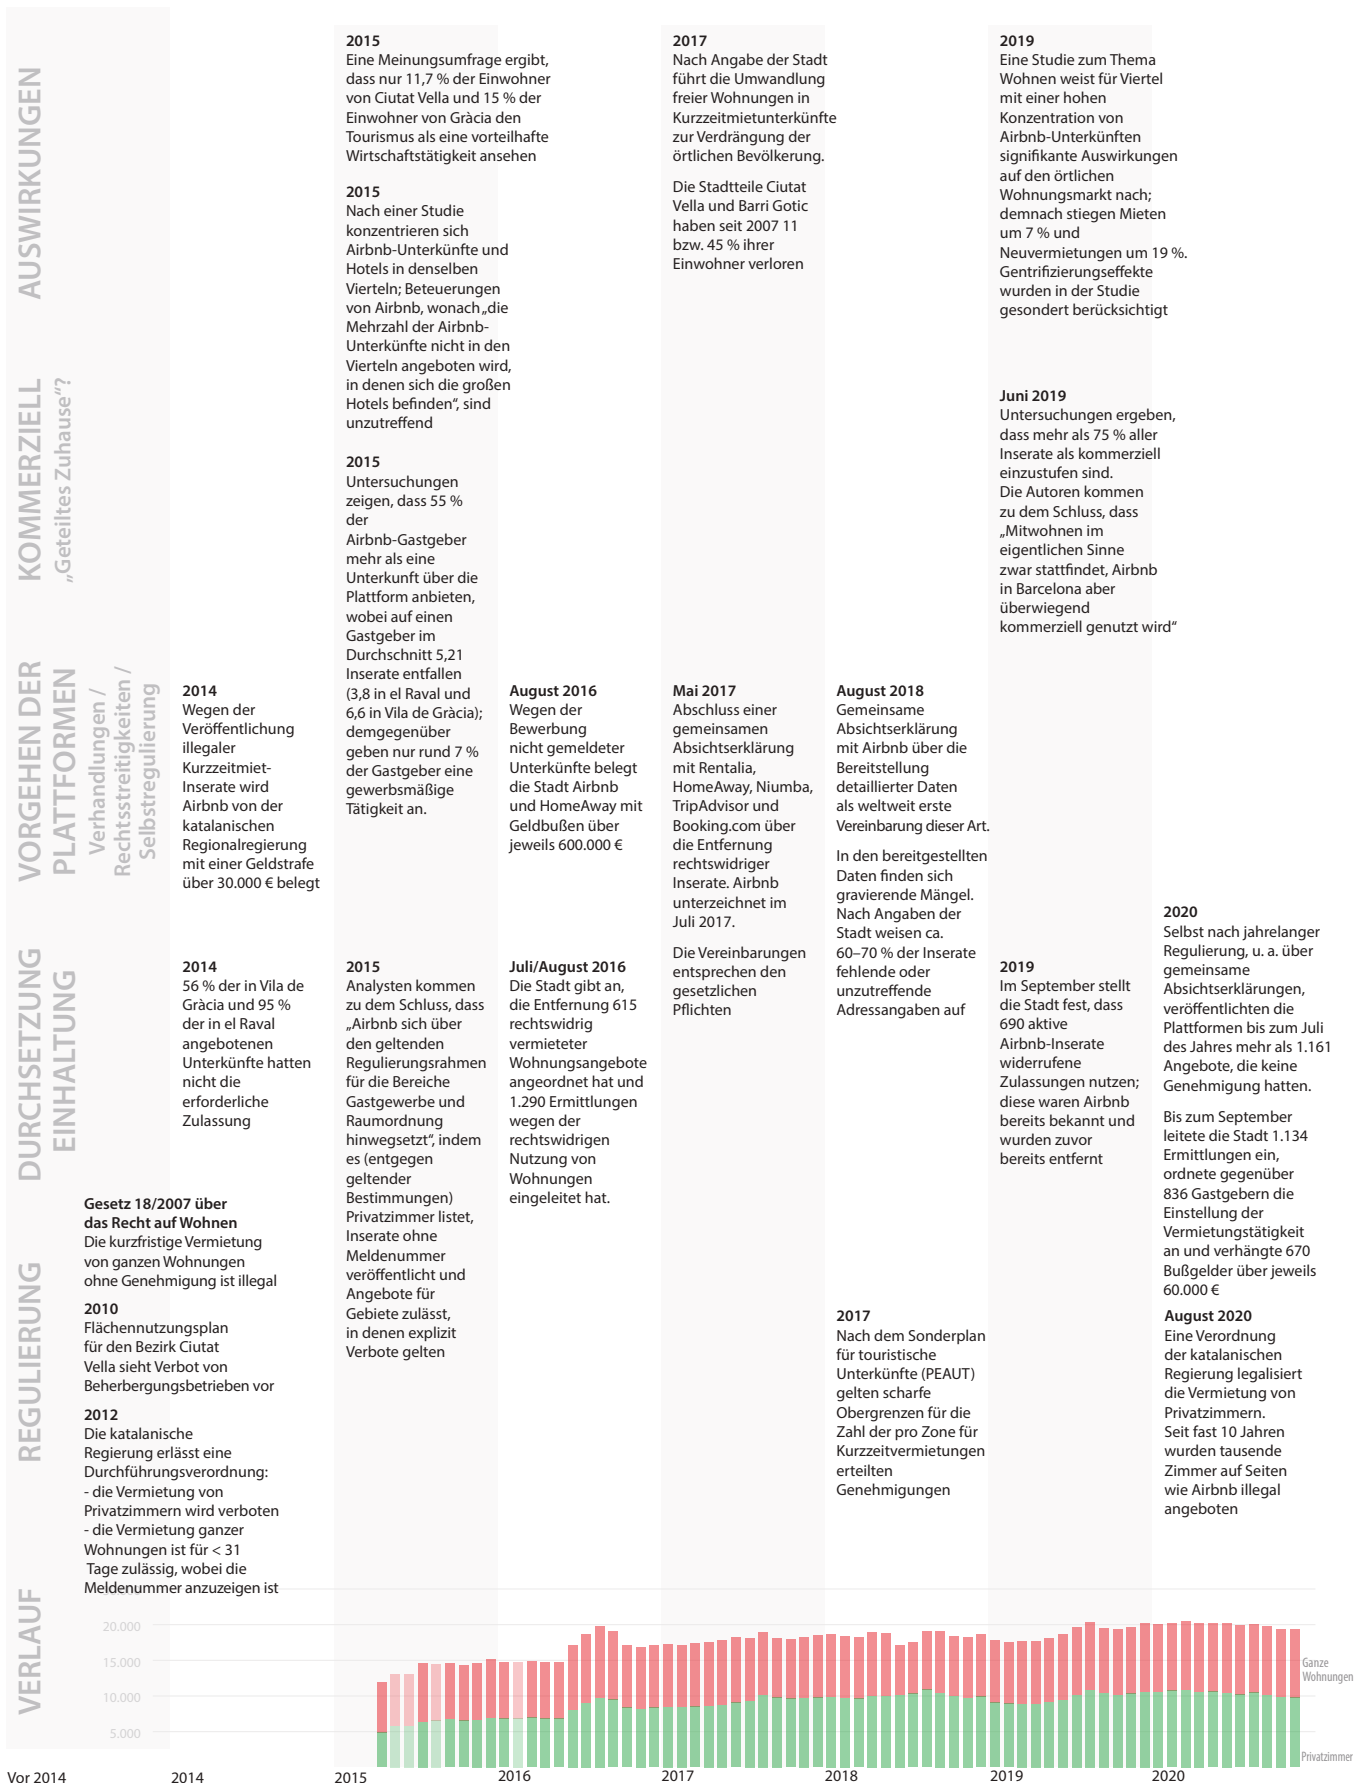 AUSWIRKUNGEN
2015
Eine Meinungsumfrage ergibt,
dass nur 11,7 % der Einwohner
von Ciutat Vella und 15 % der
Einwohner von Gràcia den
Tourismus als eine vorteilhafte
Wirtschaftstätigkeit ansehen
2015
Nach einer Studie
konzentrieren sich
Airbnb-Unterkünfte und
Hotels in denselben
Vierteln; Beteuerungen
von Airbnb, wonach „die
Mehrzahl der Airbnb-
Unterkünfte nicht in den
Vierteln angeboten wird,
in denen sich die großen
Hotels befinden“, sind
unzutreffend
2017
Nach Angabe der Stadt
führt die Umwandlung
freier Wohnungen in
Kurzzeitmietunterkünfte
zur Verdrängung der
örtlichen Bevölkerung.
Die Stadtteile Ciutat
Vella und Barri Gotic
haben seit 2007 11
bzw. 45 % ihrer
Einwohner verloren
2019
Eine Studie zum Thema
Wohnen weist für Viertel
mit einer hohen
Konzentration von
Airbnb-Unterkünften
signifikante Auswirkungen
auf den örtlichen
Wohnungsmarkt nach;
demnach stiegen Mieten
um 7 % und
Neuvermietungen um 19 %.
Gentrifizierungseffekte
wurden in der Studie
gesondert berücksichtigt
KOMMERZIELL
„Geteiltes Zuhause“?
2015
Untersuchungen
zeigen, dass 55 %
der
Airbnb-Gastgeber
mehr als eine
Unterkunft über die
Plattform anbieten,
wobei auf einen
Gastgeber im
Durchschnitt 5,21
Inserate entfallen
(3,8 in el Raval und
6,6 in Vila de Gràcia);
demgegenüber
geben nur rund 7 %
der Gastgeber eine
gewerbsmäßige
Tätigkeit an.
Juni 2019
Untersuchungen ergeben,
dass mehr als 75 % aller
Inserate als kommerziell
einzustufen sind.
Die Autoren kommen
zu dem Schluss, dass
„Mitwohnen im
eigentlichen Sinne
zwar stattfindet, Airbnb
in Barcelona aber
überwiegend
kommerziell genutzt wird“
VORGEHEN DER
PLATTFORMEN
Verhandlungen /
Rechtsstreitigkeiten /
Selbstregulierung
2014
Wegen der
Veröffentlichung
illegaler
Kurzzeitmiet-
Inserate wird
Airbnb von der
katalanischen
Regionalregierung
mit einer Geldstrafe
über 30.000 € belegt
August 2016
Wegen der
Bewerbung
nicht gemeldeter
Unterkünfte belegt
die Stadt Airbnb
und HomeAway mit
Geldbußen über
jeweils 600.000 €
Mai 2017
Abschluss einer
gemeinsamen
Absichtserklärung
mit Rentalia,
HomeAway, Niumba,
TripAdvisor und
Booking.com über
die Entfernung
rechtswidriger
Inserate. Airbnb
unterzeichnet im
Juli 2017.
Die Vereinbarungen
entsprechen den
gesetzlichen
Pflichten
August 2018
Gemeinsame
Absichtserklärung
mit Airbnb über die
Bereitstellung
detaillierter Daten
als weltweit erste
Vereinbarung dieser Art.
In den bereitgestellten
Daten finden sich
gravierende Mängel.
Nach Angaben der
Stadt weisen ca.
60–70 % der Inserate
fehlende oder
unzutreffende
Adressangaben auf
DURCHSETZUNG
EINHALTUNG
2014
56 % der in Vila de
Gràcia und 95 %
der in el Raval
angebotenen
Unterkünfte hatten
nicht die
erforderliche
Zulassung
2015
Analysten kommen
zu dem Schluss, dass
„Airbnb sich über
den geltenden
Regulierungsrahmen
für die Bereiche
Gastgewerbe und
Raumordnung
hinwegsetzt“, indem
es (entgegen
geltender
Bestimmungen)
Privatzimmer listet,
Inserate ohne
Meldenummer
veröffentlicht und
Angebote für
Gebiete zulässt,
in denen explizit
Verbote gelten
Juli/August 2016
Die Stadt gibt an,
die Entfernung 615
rechtswidrig
vermieteter
Wohnungsangebote
angeordnet hat und
1.290 Ermittlungen
wegen der
rechtswidrigen
Nutzung von
Wohnungen
eingeleitet hat.
2019
Im September stellt
die Stadt fest, dass
690 aktive
Airbnb-Inserate
widerrufene
Zulassungen nutzen;
diese waren Airbnb
bereits bekannt und
wurden zuvor
bereits entfernt
2020
Selbst nach jahrelanger
Regulierung, u. a. über
gemeinsame
Absichtserklärungen,
veröffentlichten die
Plattformen bis zum Juli
des Jahres mehr als 1.161
Angebote, die keine
Genehmigung hatten.
Bis zum September
leitete die Stadt 1.134
Ermittlungen ein,
ordnete gegenüber
836 Gastgebern die
Einstellung der
Vermietungstätigkeit
an und verhängte 670
Bußgelder über jeweils
60.000 €
REGULIERUNG
Gesetz 18/2007 über
das Recht auf Wohnen
Die kurzfristige Vermietung
von ganzen Wohnungen
ohne Genehmigung ist illegal
2010
Flächennutzungsplan
für den Bezirk Ciutat
Vella sieht Verbot von
Beherbergungsbetrieben vor
2012
Die katalanische
Regierung erlässt eine
Durchführungsverordnung:
- die Vermietung von
Privatzimmern wird verboten
- die Vermietung ganzer
Wohnungen ist für < 31
Tage zulässig, wobei die
Meldenummer anzuzeigen ist
2017
Nach dem Sonderplan
für touristische
Unterkünfte (PEAUT)
gelten scharfe
Obergrenzen für die
Zahl der pro Zone für
Kurzzeitvermietungen
erteilten
Genehmigungen
August 2020
Eine Verordnung
der katalanischen
Regierung legalisiert
die Vermietung von
Privatzimmern.
Seit fast 10 Jahren
wurden tausende
Zimmer auf Seiten
wie Airbnb illegal
angeboten
VERLAUF
20.000
15.000
10.000
5.000
Ganze
Wohnungen
Privatzimmer
Vor 2014
2014
2015
2016
2017
2018
2019
2020